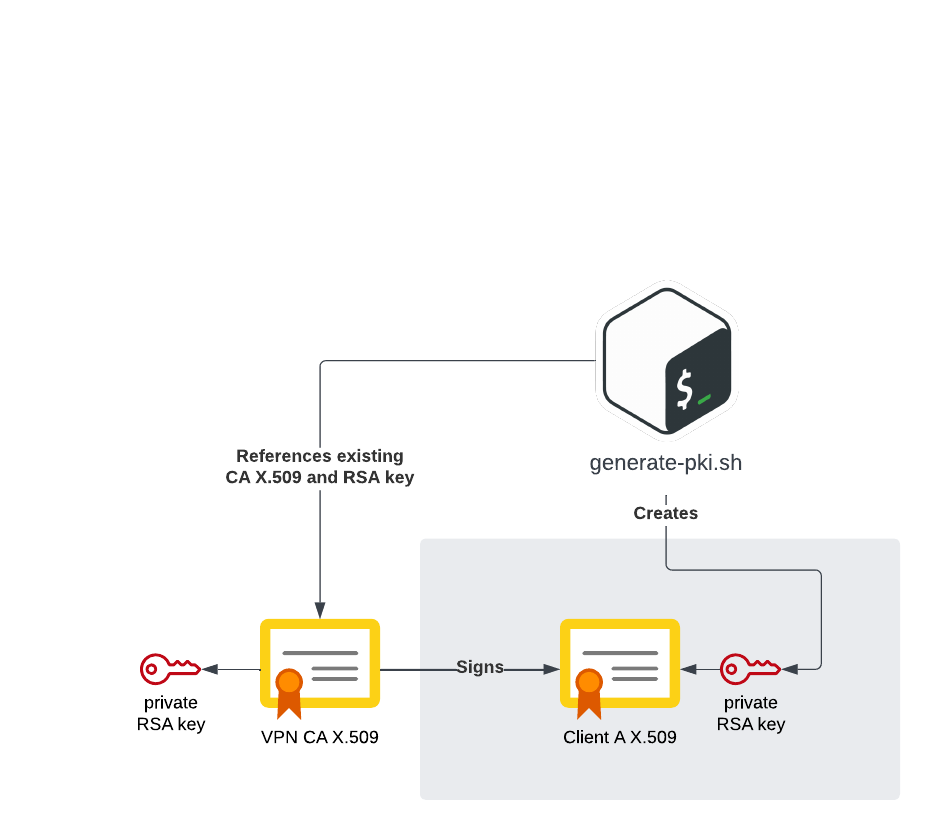 $_
generate-pki.sh
References existing
CA X.509 and RSA key
Creates
Signs
private
RSA key
VPN CA X.509
Client A X.509
private
RSA key